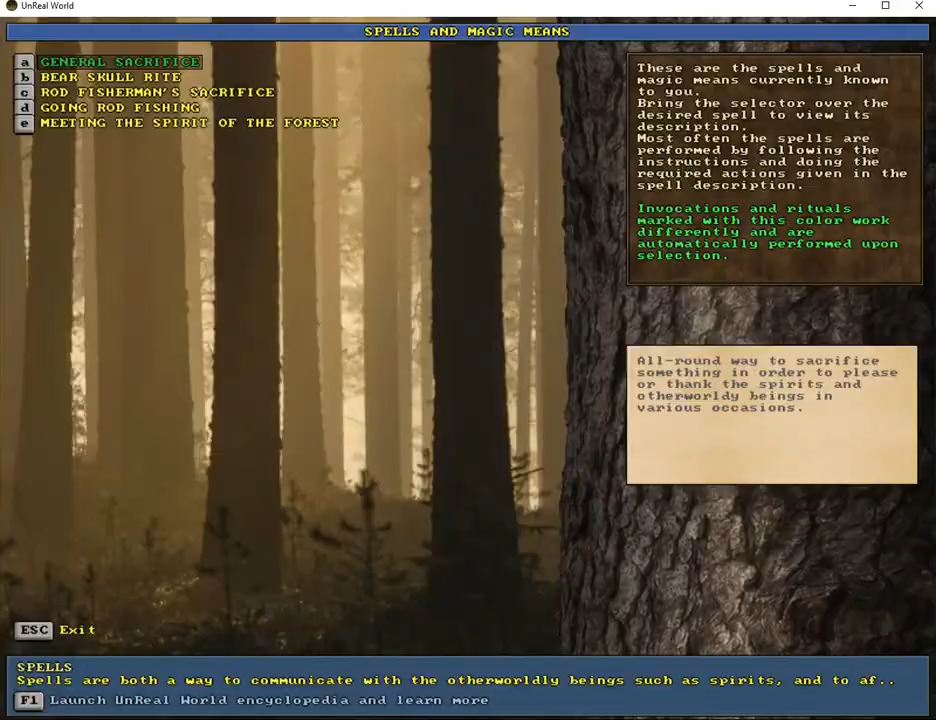 UnReal World
SPELLS AND MAGIC MEANS
a GENERAL SACRIFICE
b BEAR SKULL RITE
c ROD FISHERMAN'S SACRIFICE
d GOING ROD FISHING
e MEETING THE SPIRIT OF THE FOREST
These are the spells and
magic means currently known
to you.
Bring the selector over the
desired spell to view its
description.
Most often the spells are
performed by following the
instructions and doing the
required actions given in the
spell description.
Invocations and rituals
marked with this color work
differently and are
automatically performed upon
selection.
All-round way to sacrifice
something in order to please
or thank the spirits and
otherworldy beings in
various occasions.
ESC Exit
SPELLS
Spells are both a way to communicate with the otherworldly beings such as spirits, and to af..
F1 Launch UnReal World encyclopedia and learn more